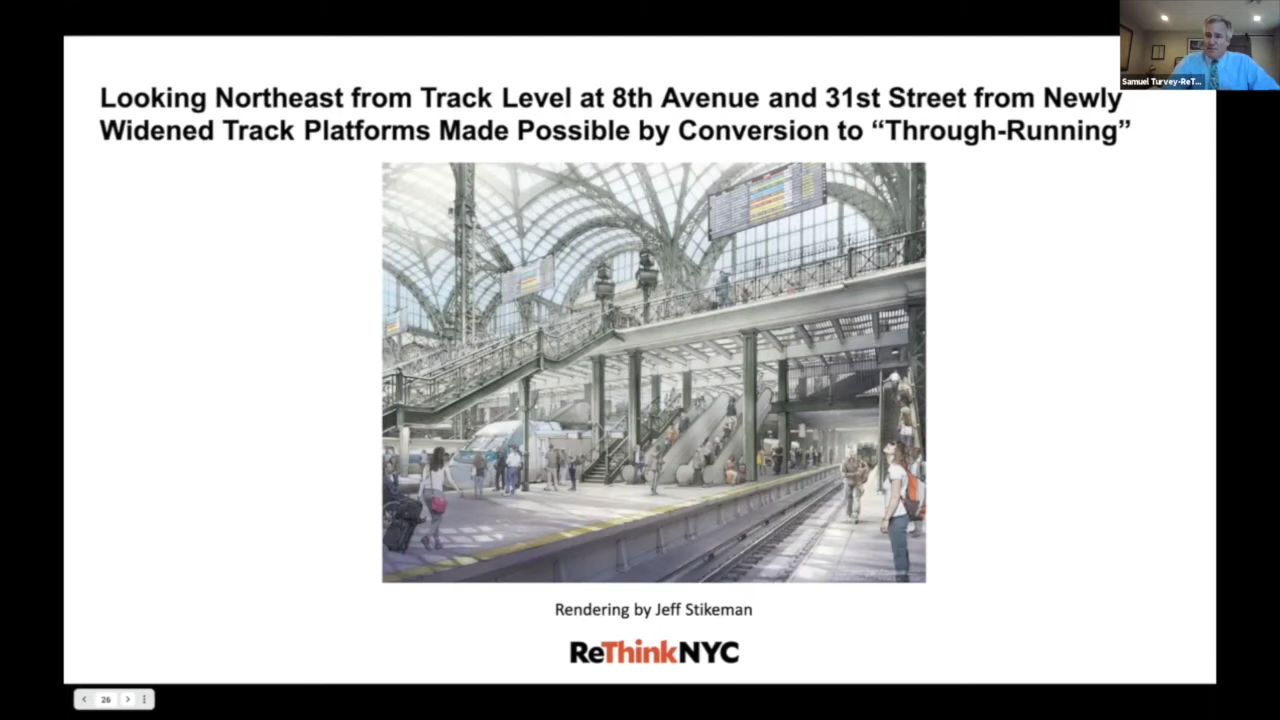 Samuel Turvey-ReT...
Looking Northeast from Track Level at 8th Avenue and 31st Street from Newly
Widened Track Platforms Made Possible by Conversion to “Through-Running”
Rendering by Jeff Stikeman
ReThinkNYC
26